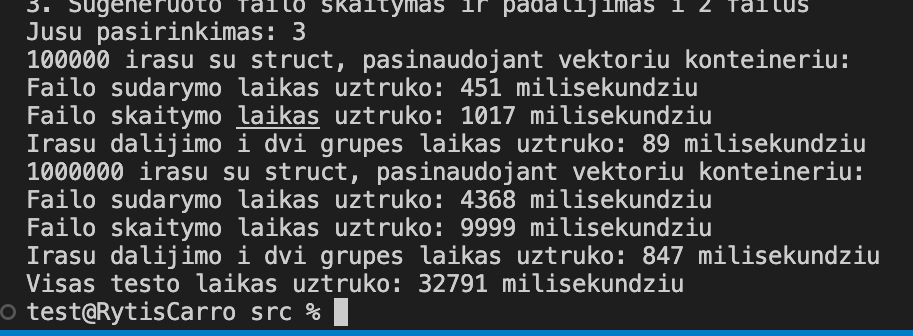 3. Sugeneruoto failo skaitymas ir padalijimas i 2 failus
Jusu pasirinkimas: 3
100000 irasu su struct, pasinaudojant vektoriu konteineriu:
Failo sudarymo laikas uztruko: 451 milisekundziu
Failo skaitymo laikas uztruko: 1017 milisekundziu
Irasu dalijimo i dvi grupes laikas uztruko: 89 milisekundziu
1000000 irasu su struct, pasinaudojant vektoriu konteineriu:
Failo sudarymo laikas uztruko: 4368 milisekundziu
Failo skaitymo laikas uztruko: 9999 milisekundziu
Irasu dalijimo i dvi grupes laikas uztruko: 847 milisekundziu
Visas testo laikas uztruko: 32791 milisekundziu
test@RytisCarro src %